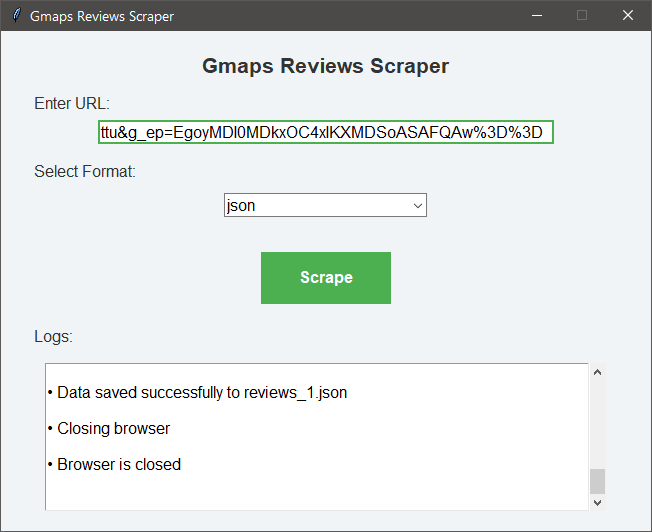 Gmaps Reviews Scraper
Gmaps Reviews Scraper
Enter URL:
ttu&g_ep=EgoyMDI0MDkxOC4xIKXMDSoASAFQAw%3D%3D
Select Format:
json
Scrape
Logs:
• Data saved successfully to reviews_1.json
• Closing browser
• Browser is closed